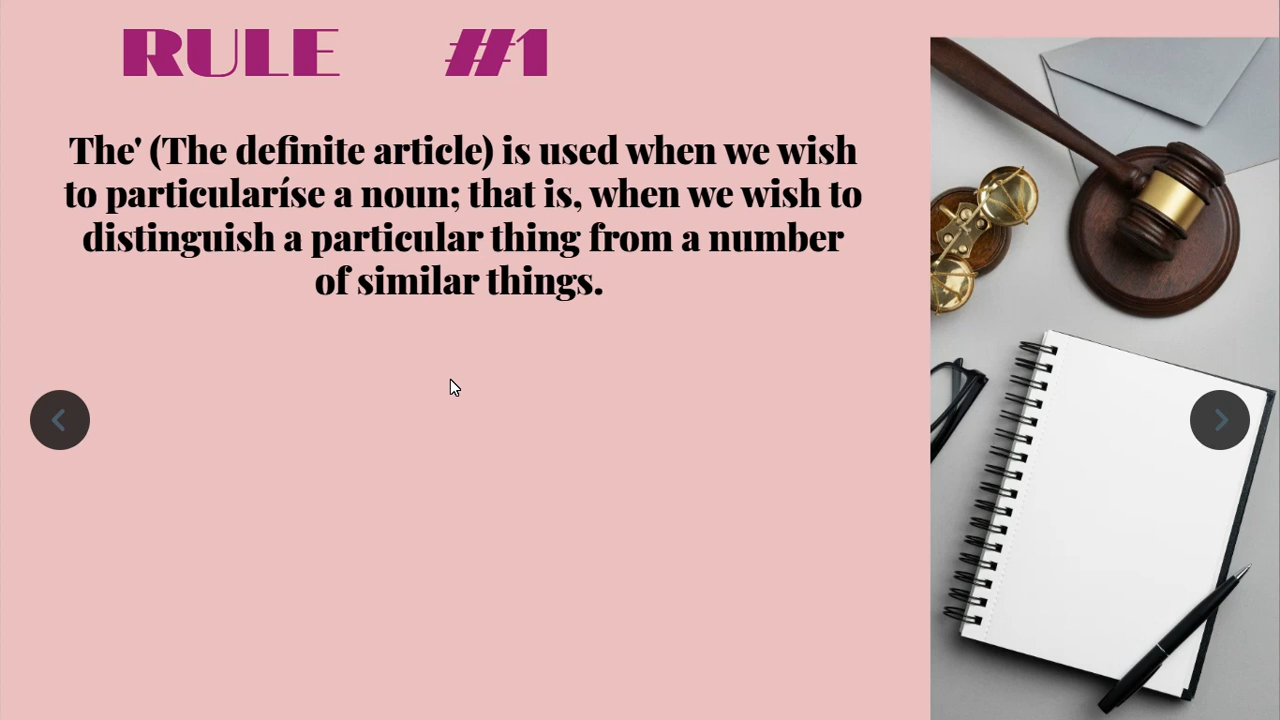 RULE #1
The' (The definite article) is used when we wish
to particularíse a noun; that is, when we wish to
distinguish a particular thing from a number
of similar things.